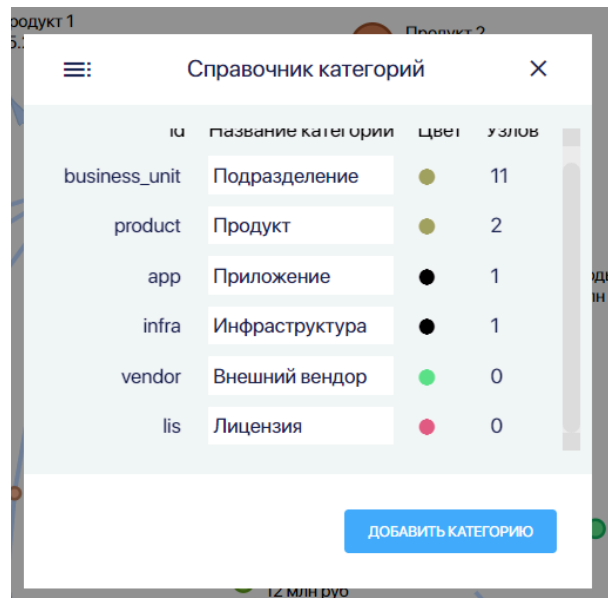 родукт 1
Продукт 2
Справочник категорий
id Название категории Цвет Узлов
business_unit Подразделение 11
product Продукт 2
app Приложение 1
infra Инфраструктура 1
vendor Внешний вендор 0
lis Лицензия 0
ДОБАВИТЬ КАТЕГОРИЮ
12 млн руб